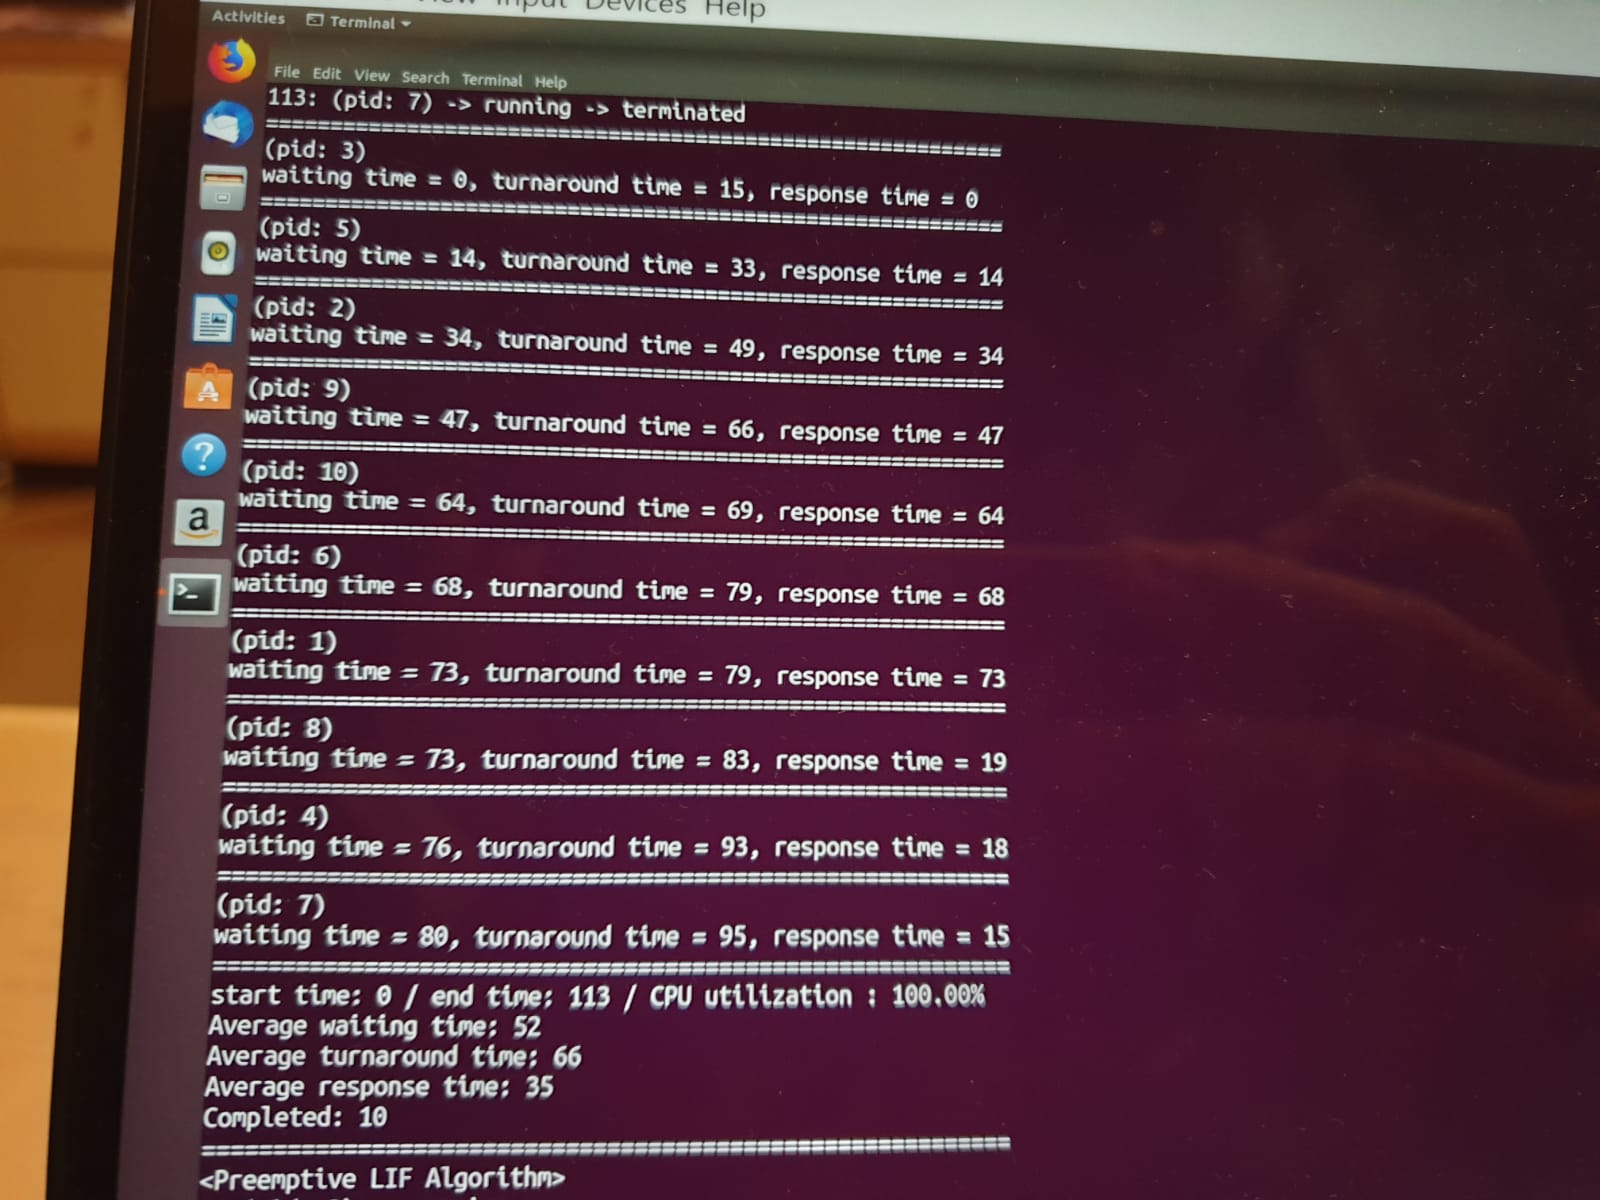 View Input Devices Help
Activities Terminal
File Edit View Search Terminal Help
113: (pid: 7) -> running -> terminated
=====================================================================
(pid: 3)
waiting time = 0, turnaround time = 15, response time = 0
=====================================================================
(pid: 5)
waiting time = 14, turnaround time = 33, response time = 14
=====================================================================
(pid: 2)
waiting time = 34, turnaround time = 49, response time = 34
=====================================================================
(pid: 9)
waiting time = 47, turnaround time = 66, response time = 47
=====================================================================
(pid: 10)
waiting time = 64, turnaround time = 69, response time = 64
=====================================================================
(pid: 6)
waiting time = 68, turnaround time = 79, response time = 68
=====================================================================
(pid: 1)
waiting time = 73, turnaround time = 79, response time = 73
=====================================================================
(pid: 8)
waiting time = 73, turnaround time = 83, response time = 19
=====================================================================
(pid: 4)
waiting time = 76, turnaround time = 93, response time = 18
=====================================================================
(pid: 7)
waiting time = 80, turnaround time = 95, response time = 15
=====================================================================
start time: 0 / end time: 113 / CPU utilization : 100.00%
Average waiting time: 52
Average turnaround time: 66
Average response time: 35
Completed: 10
=====================================================================
<Preemptive LIF Algorithm>